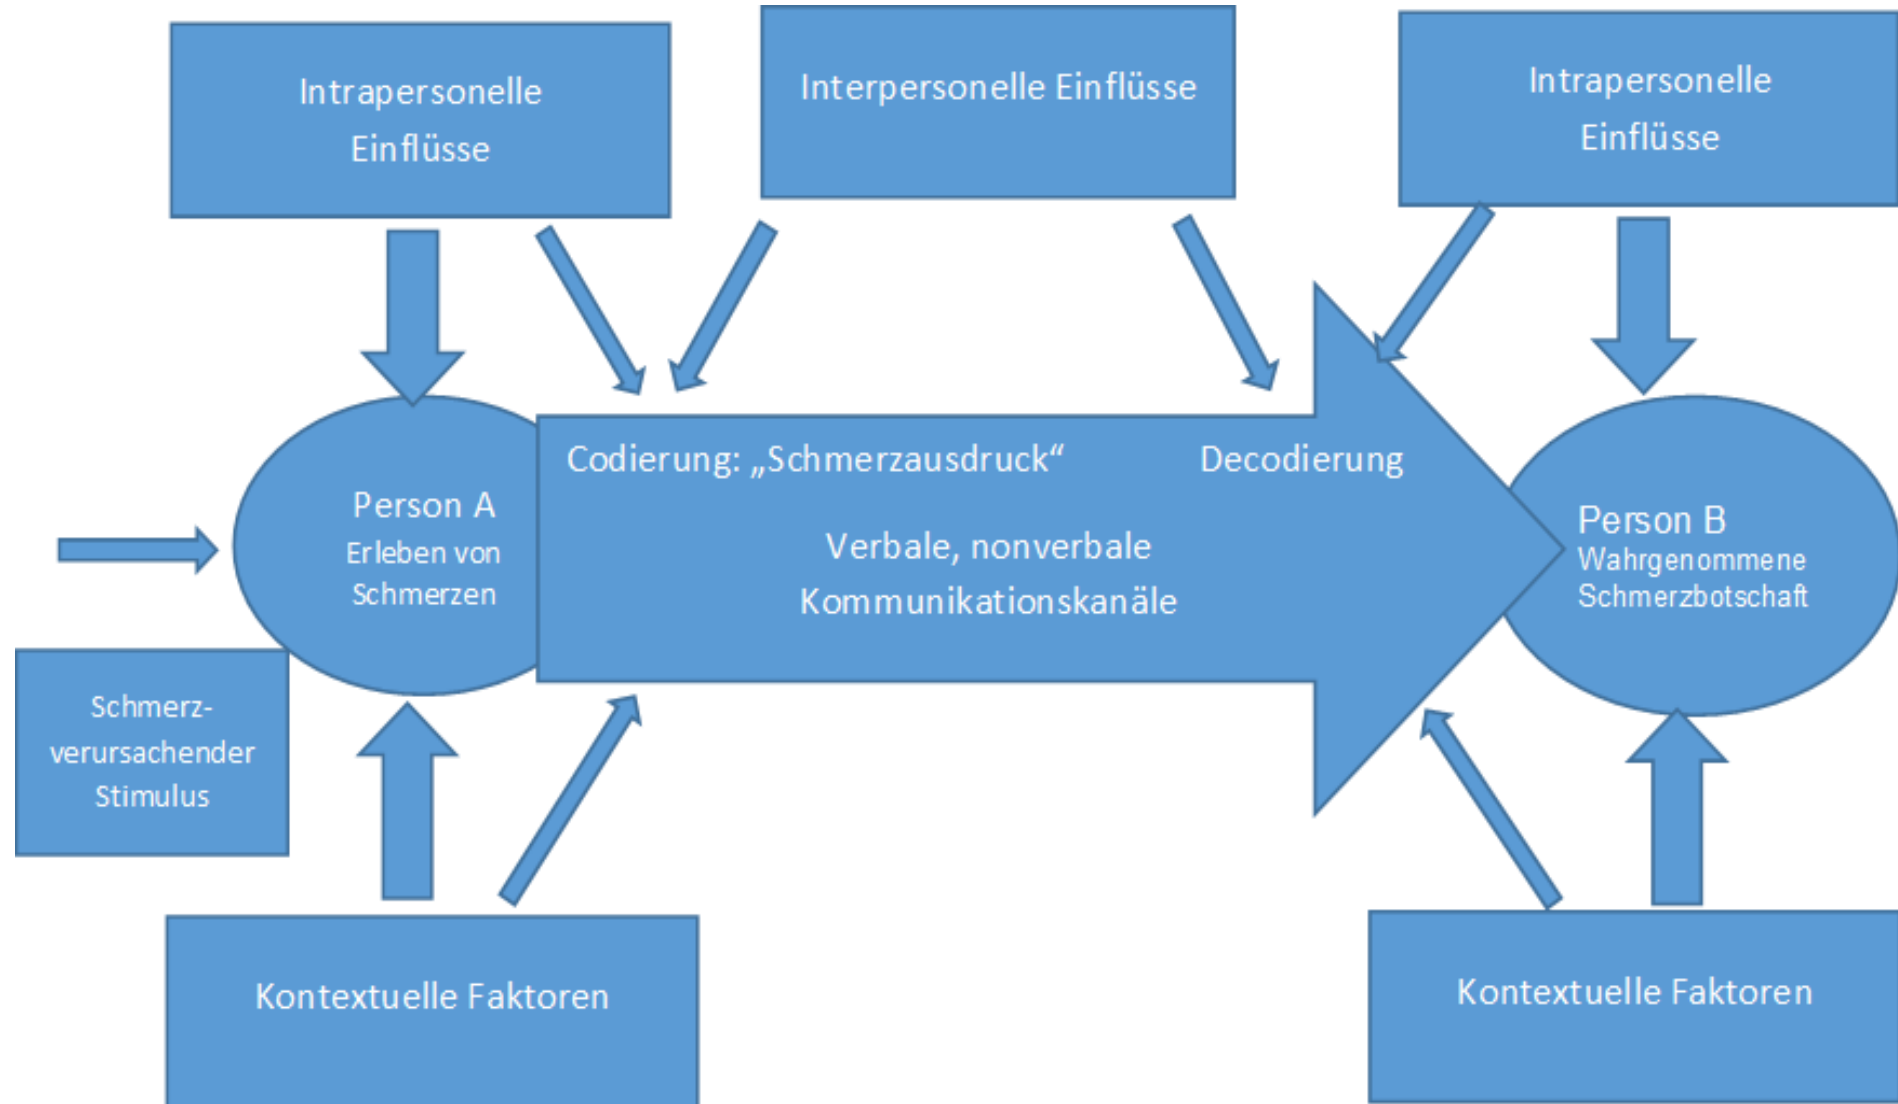 Intrapersonelle
Einflüsse
Interpersonelle Einflüsse
Intrapersonelle
Einflüsse
Codierung: „Schmerzausdruck“
Decodierung
Person A
Erleben von
Schmerzen
Verbale, nonverbale
Kommunikationskanäle
Person B
Wahrgenommene
Schmerzbotschaft
Schmerz-
verursachender
Stimulus
Kontextuelle Faktoren
Kontextuelle Faktoren